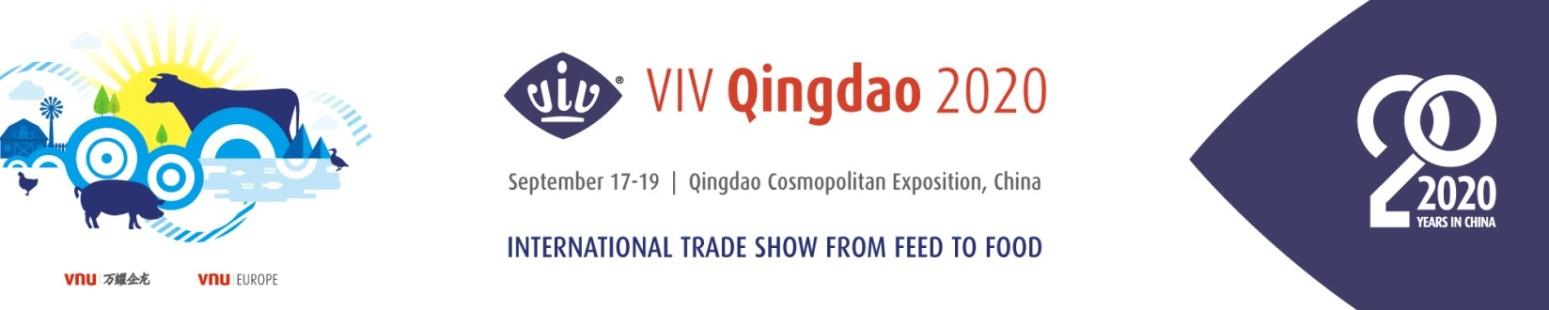 viv®
VIV Qingdao 2020
September 17-19 | Qingdao Cosmopolitan Exposition, China
INTERNATIONAL TRADE SHOW FROM FEED TO FOOD
vnu | 万耀企龙
vnu | EUROPE
20
2020
YEARS IN CHINA